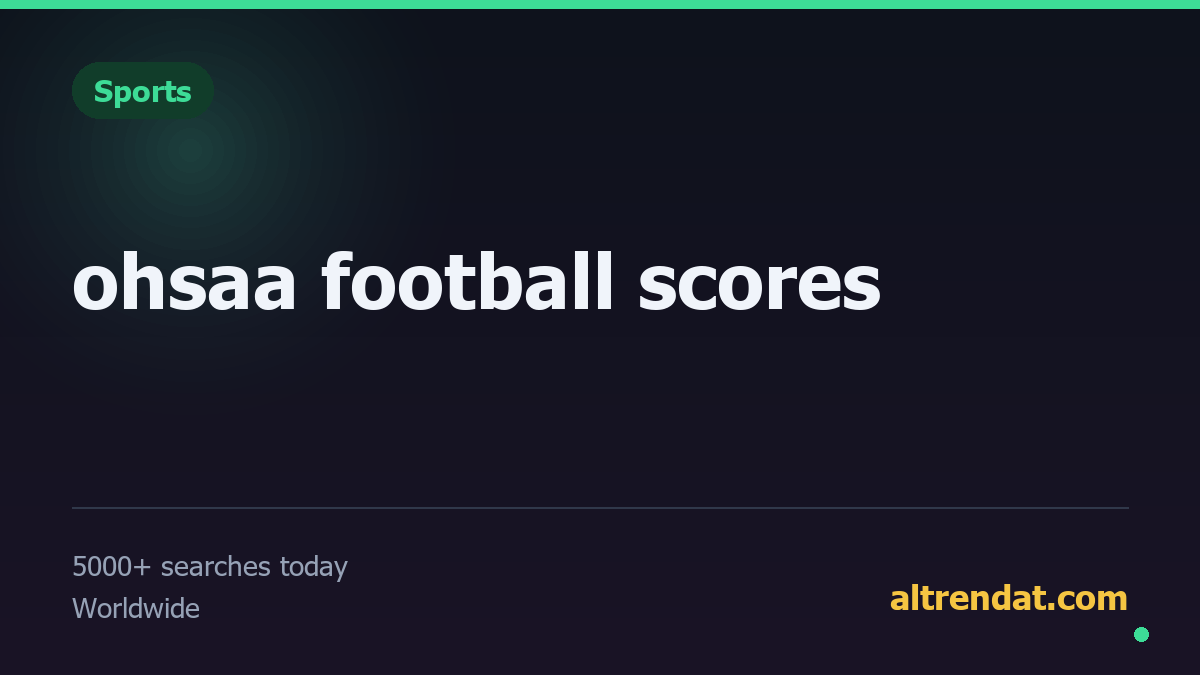 Sports
ohsaa football scores
5000+ searches today
Worldwide
altrendat.com